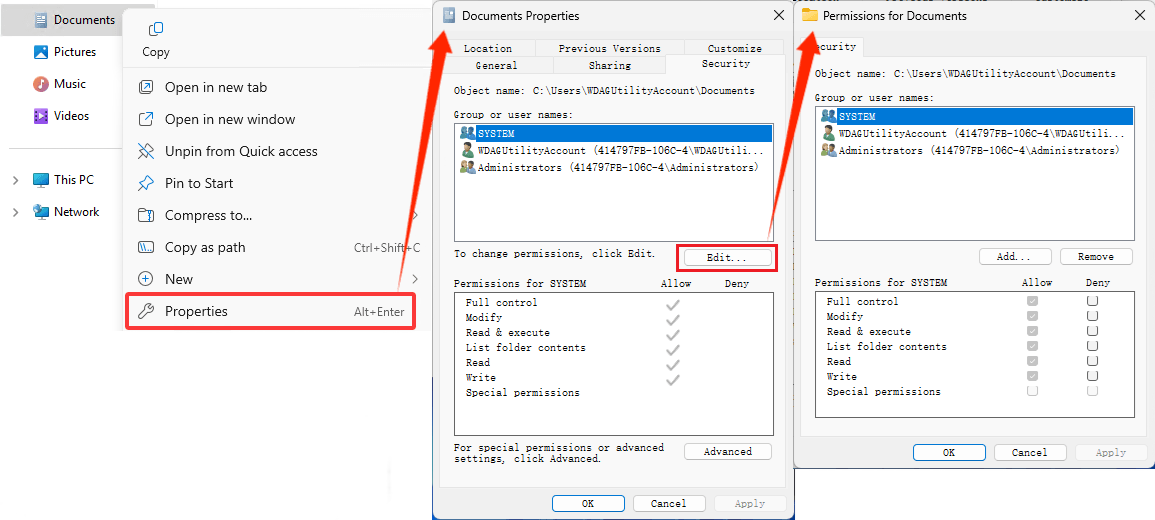 Documents
Pictures
Music
Videos
This PC
Network
Copy
Open in new tab
Open in new window
Unpin from Quick access
Pin to Start
Compress to...
Copy as path Ctrl+Shift+C
New
Properties Alt+Enter
Documents Properties
Location Previous Versions Customize
General Sharing Security
Object name: C:\Users\WDAGUtilityAccount\Documents
Group or user names:
SYSTEM
WDAGUtilityAccount (414797FB-106C-4\WDAGUtili...
Administrators (414797FB-106C-4\Administrators)
To change permissions, click Edit.
Edit...
Permissions for SYSTEM Allow Deny
Full control
Modify
Read & execute
List folder contents
Read
Write
Special permissions
For special permissions or advanced
settings, click Advanced.
Advanced
OK Cancel Apply
Permissions for Documents
curity
Object name: C:\Users\WDAGUtilityAccount\Documents
Group or user names:
SYSTEM
WDAGUtilityAccount (414797FB-106C-4\WDAGUtili...
Administrators (414797FB-106C-4\Administrators)
Add... Remove
Permissions for SYSTEM Allow Deny
Full control
Modify
Read & execute
List folder contents
Read
Write
Special permissions
OK Cancel Apply